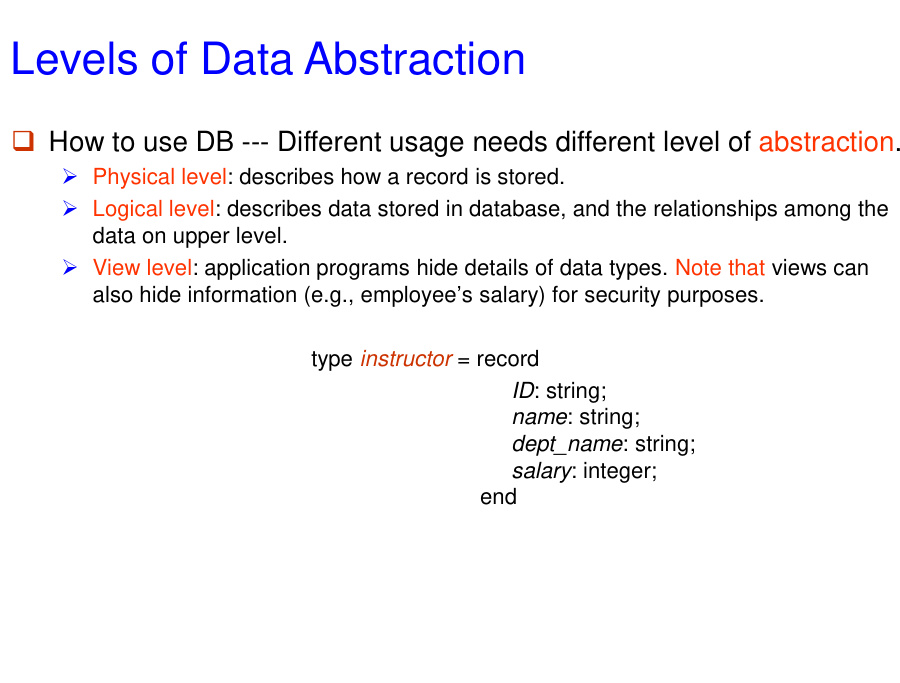 Levels of Data Abstraction
How to use DB --- Different usage needs different level of abstraction.
Physical level: describes how a record is stored.
Logical level: describes data stored in database, and the relationships among the
data on upper level.
View level: application programs hide details of data types. Note that views can
also hide information (e.g., employee’s salary) for security purposes.
type instructor = record
ID: string;
name: string;
dept_name: string;
salary: integer;
end